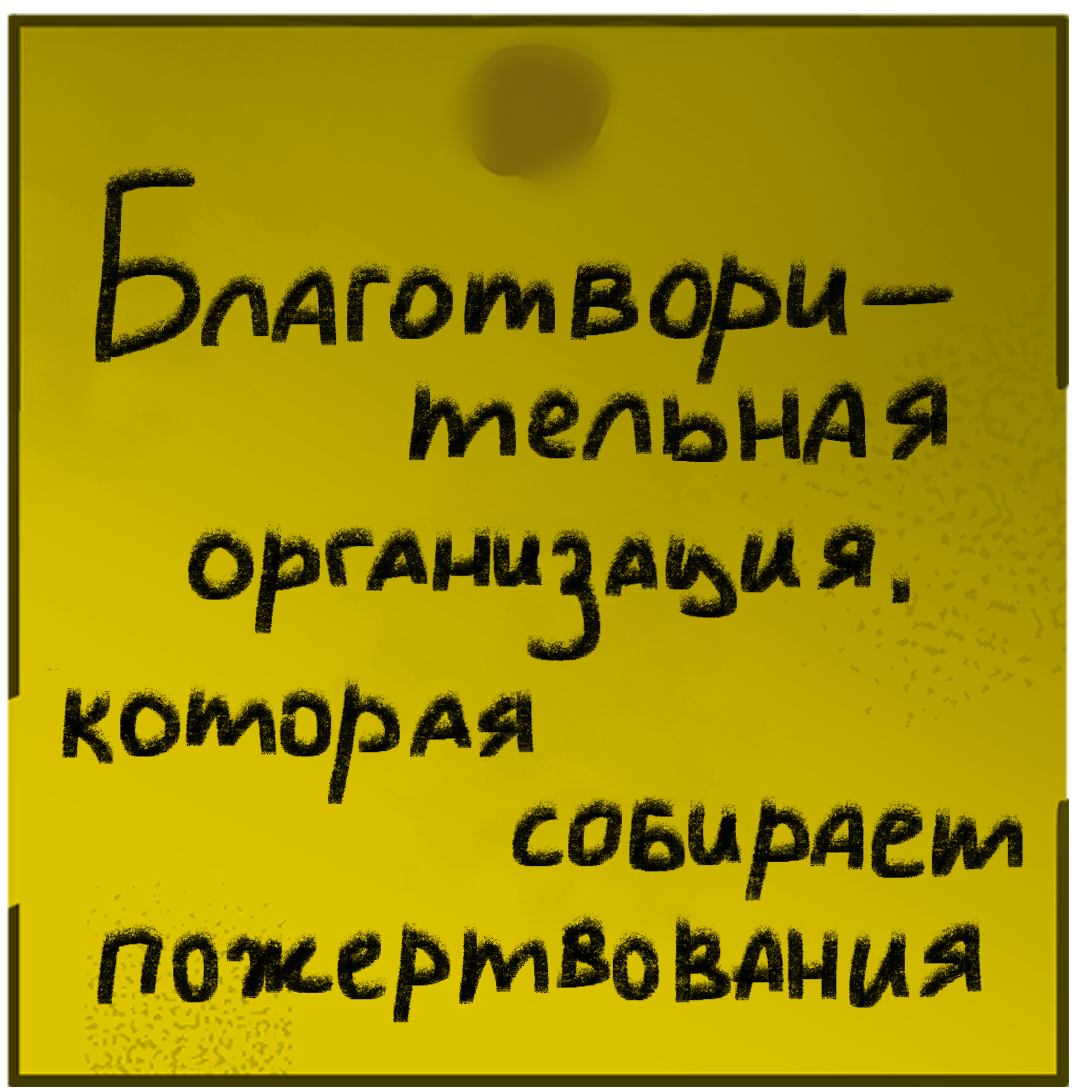 Благотвори-
тельная
организация,
которая
собирает
пожертвования